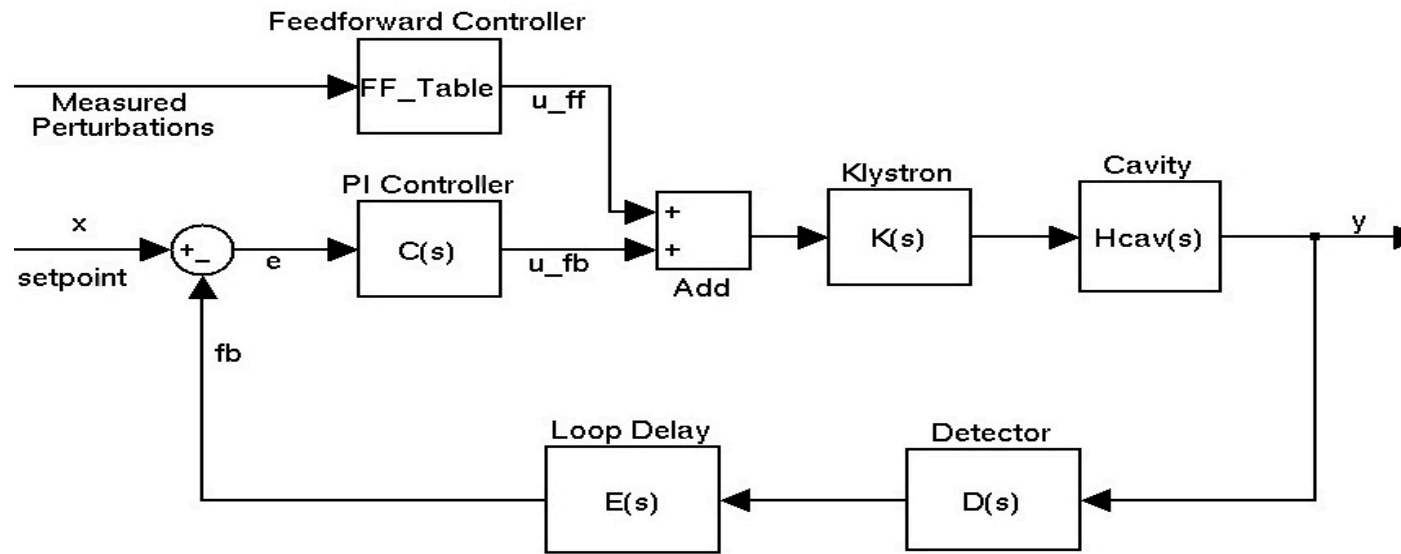 Feedforward Controller
FF_Table
Measured
Perturbations
u_ff
PI Controller
Klystron
Cavity
x
setpoint
+
_
e
C(s)
u_fb
+
+
Add
K(s)
Hcav(s)
y
fb
Loop Delay
Detector
E(s)
D(s)